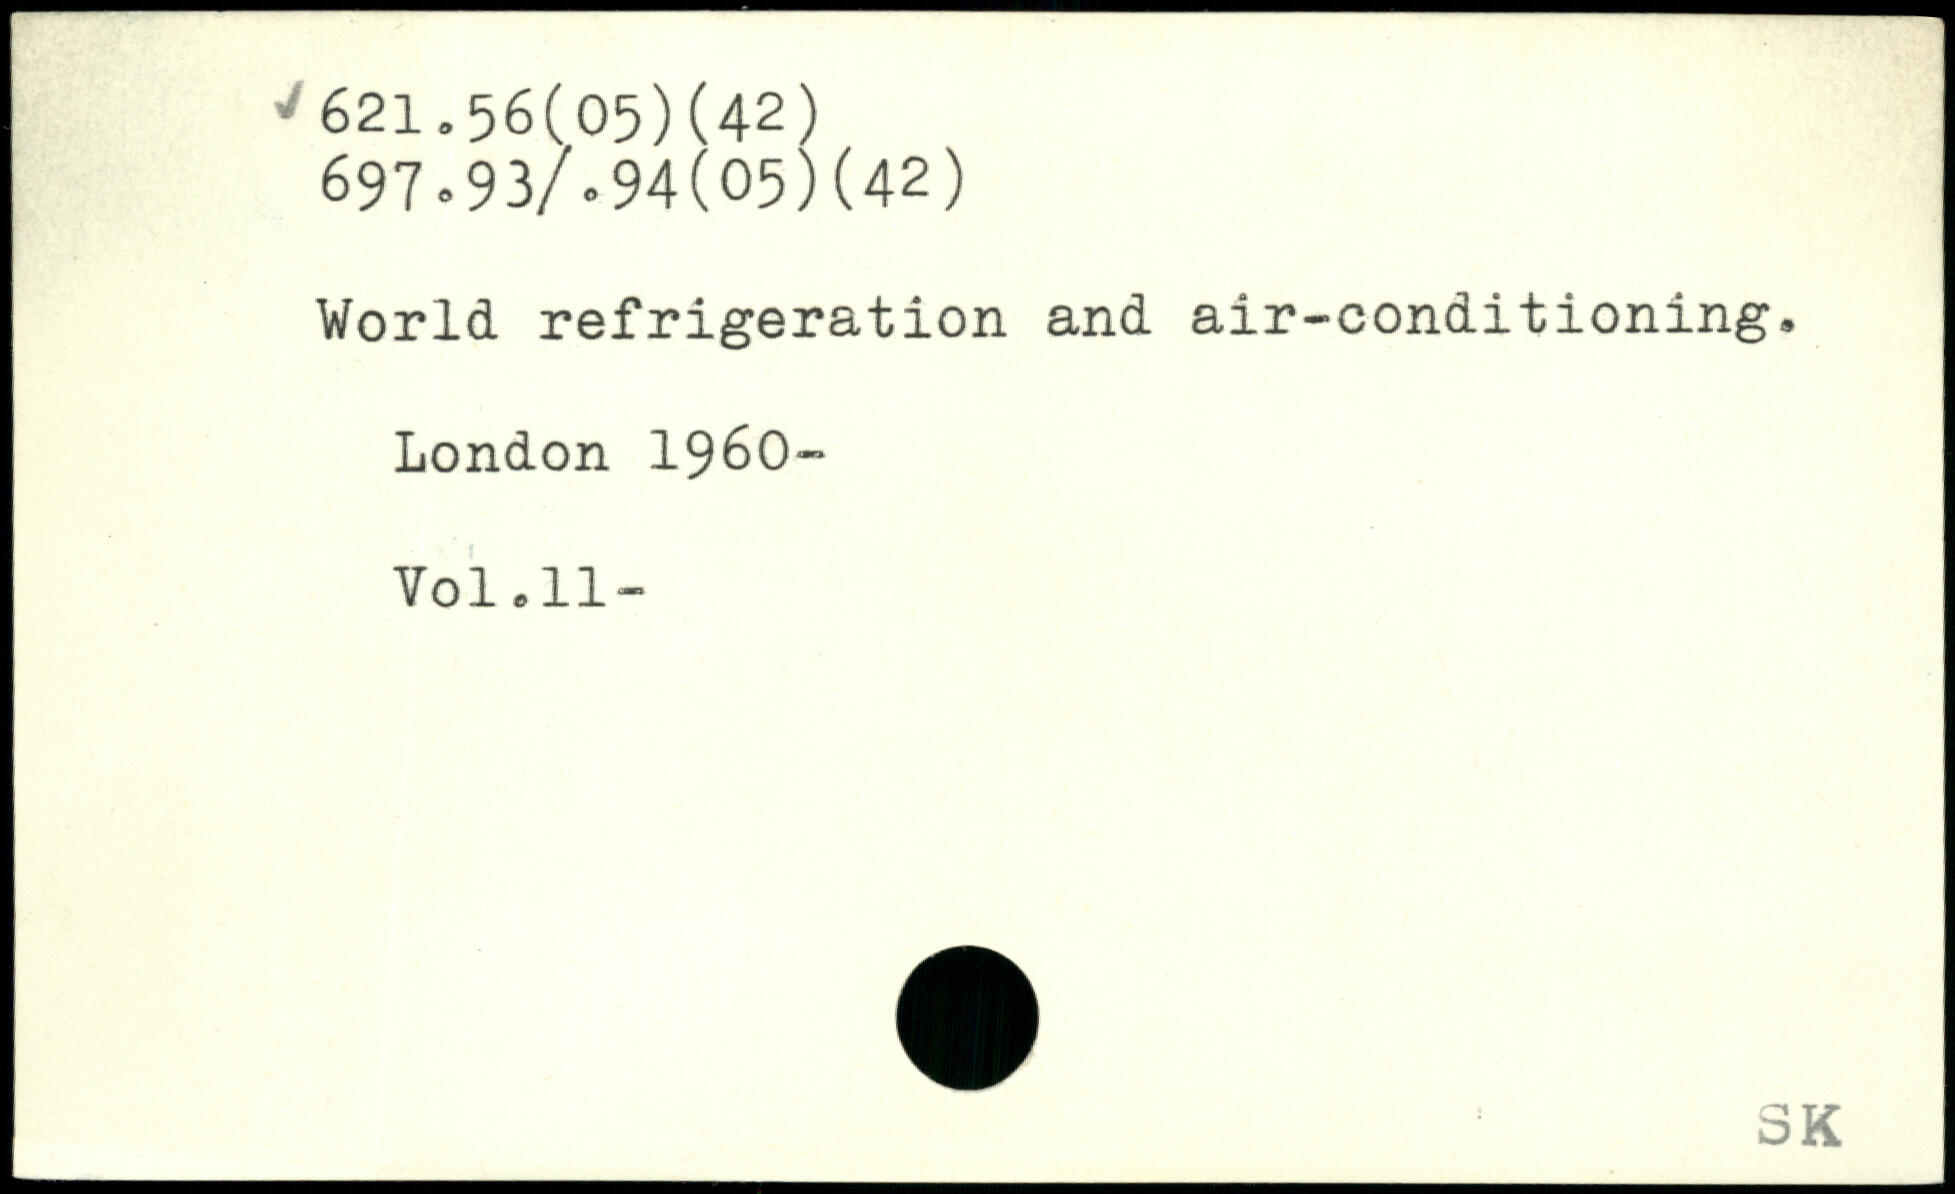 ✓ 621.56(05)(42)
697.93/.94(05)(42)
World refrigeration and air-conditioning.
London 1960-
Vol.11-
SK